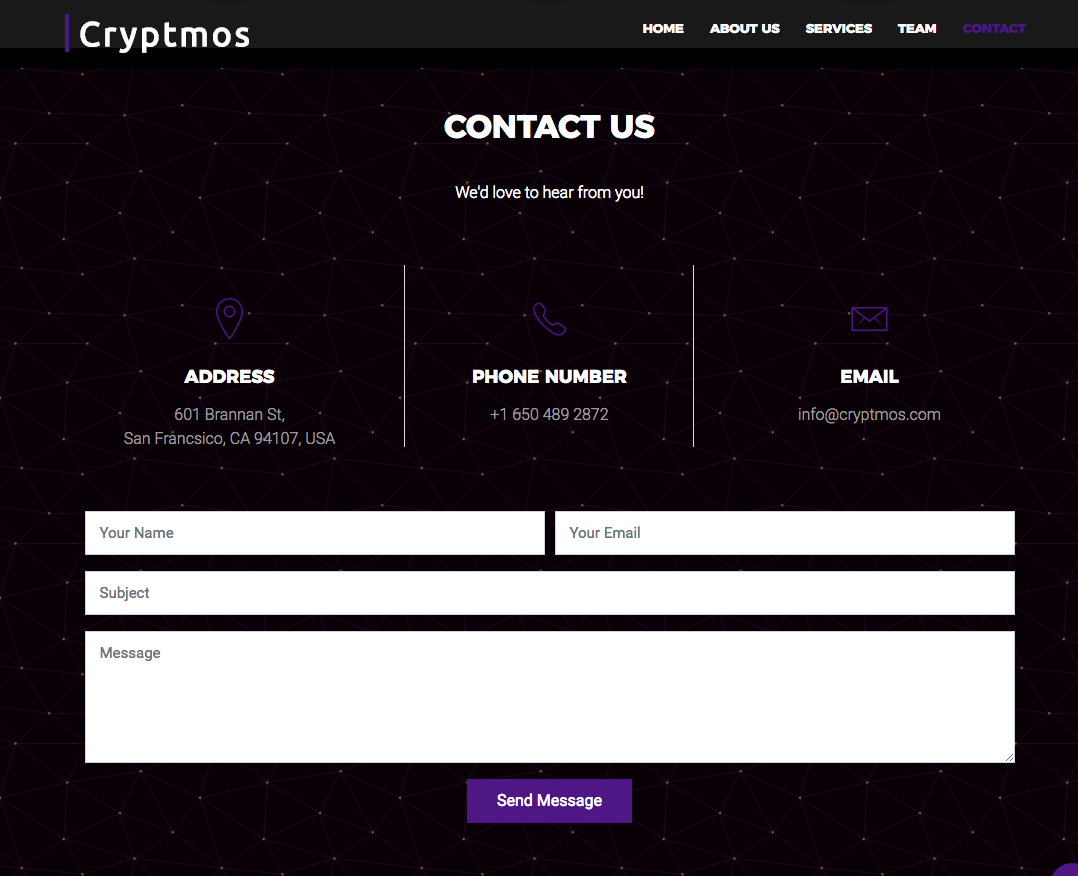 Cryptmos
HOME ABOUT US SERVICES TEAM CONTACT
CONTACT US
We'd love to hear from you!
ADDRESS
601 Brannan St,
San Francsico, CA 94107, USA
PHONE NUMBER
+1 650 489 2872
EMAIL
info@cryptmos.com
Your Name
Your Email
Subject
Message
Send Message